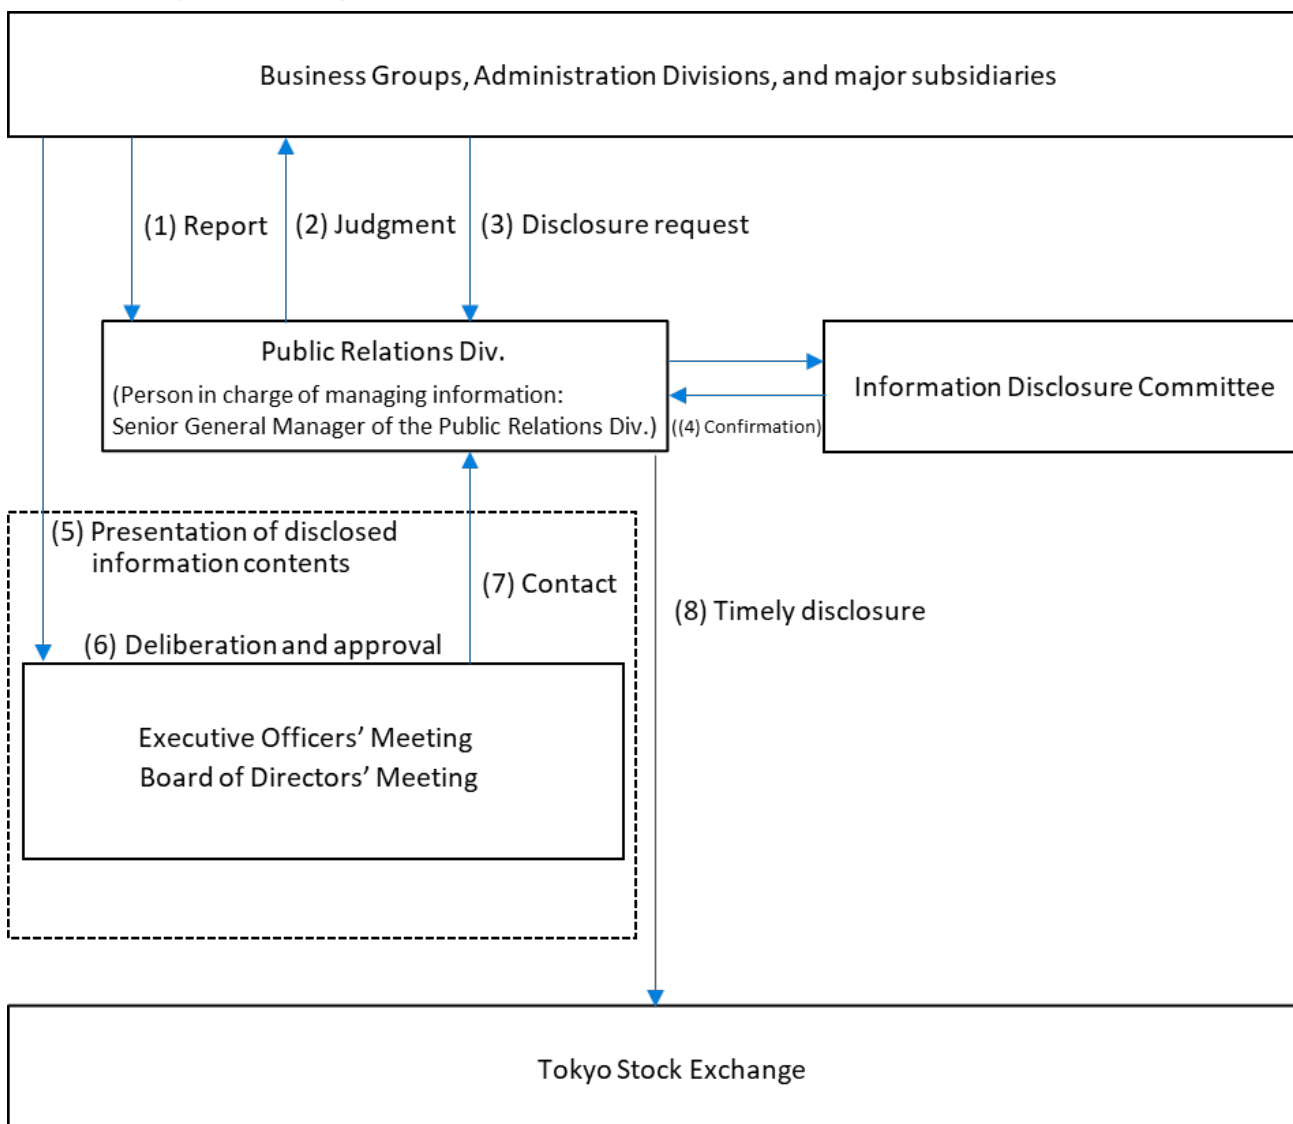 Business Groups, Administration Divisions, and major subsidiaries
(1) Report
(2) Judgment
(3) Disclosure request
Public Relations Div.
(Person in charge of managing information:
Senior General Manager of the Public Relations Div.)
((4) Confirmation)
Information Disclosure Committee
(5) Presentation of disclosed
information contents
(7) Contact
(8) Timely disclosure
(6) Deliberation and approval
Executive Officers’ Meeting
Board of Directors’ Meeting
Tokyo Stock Exchange